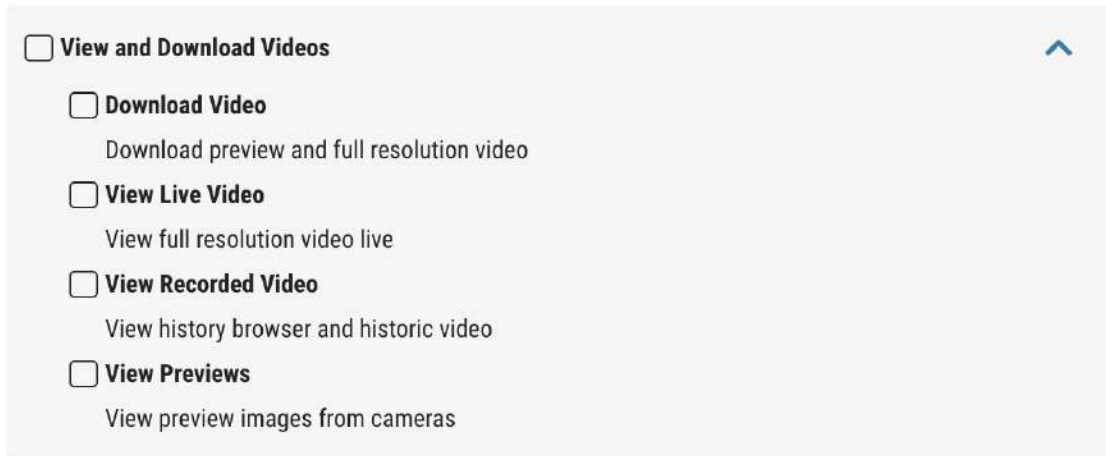 View and Download Videos
Download Video
Download preview and full resolution video
View Live Video
View full resolution video live
View Recorded Video
View history browser and historic video
View Previews
View preview images from cameras